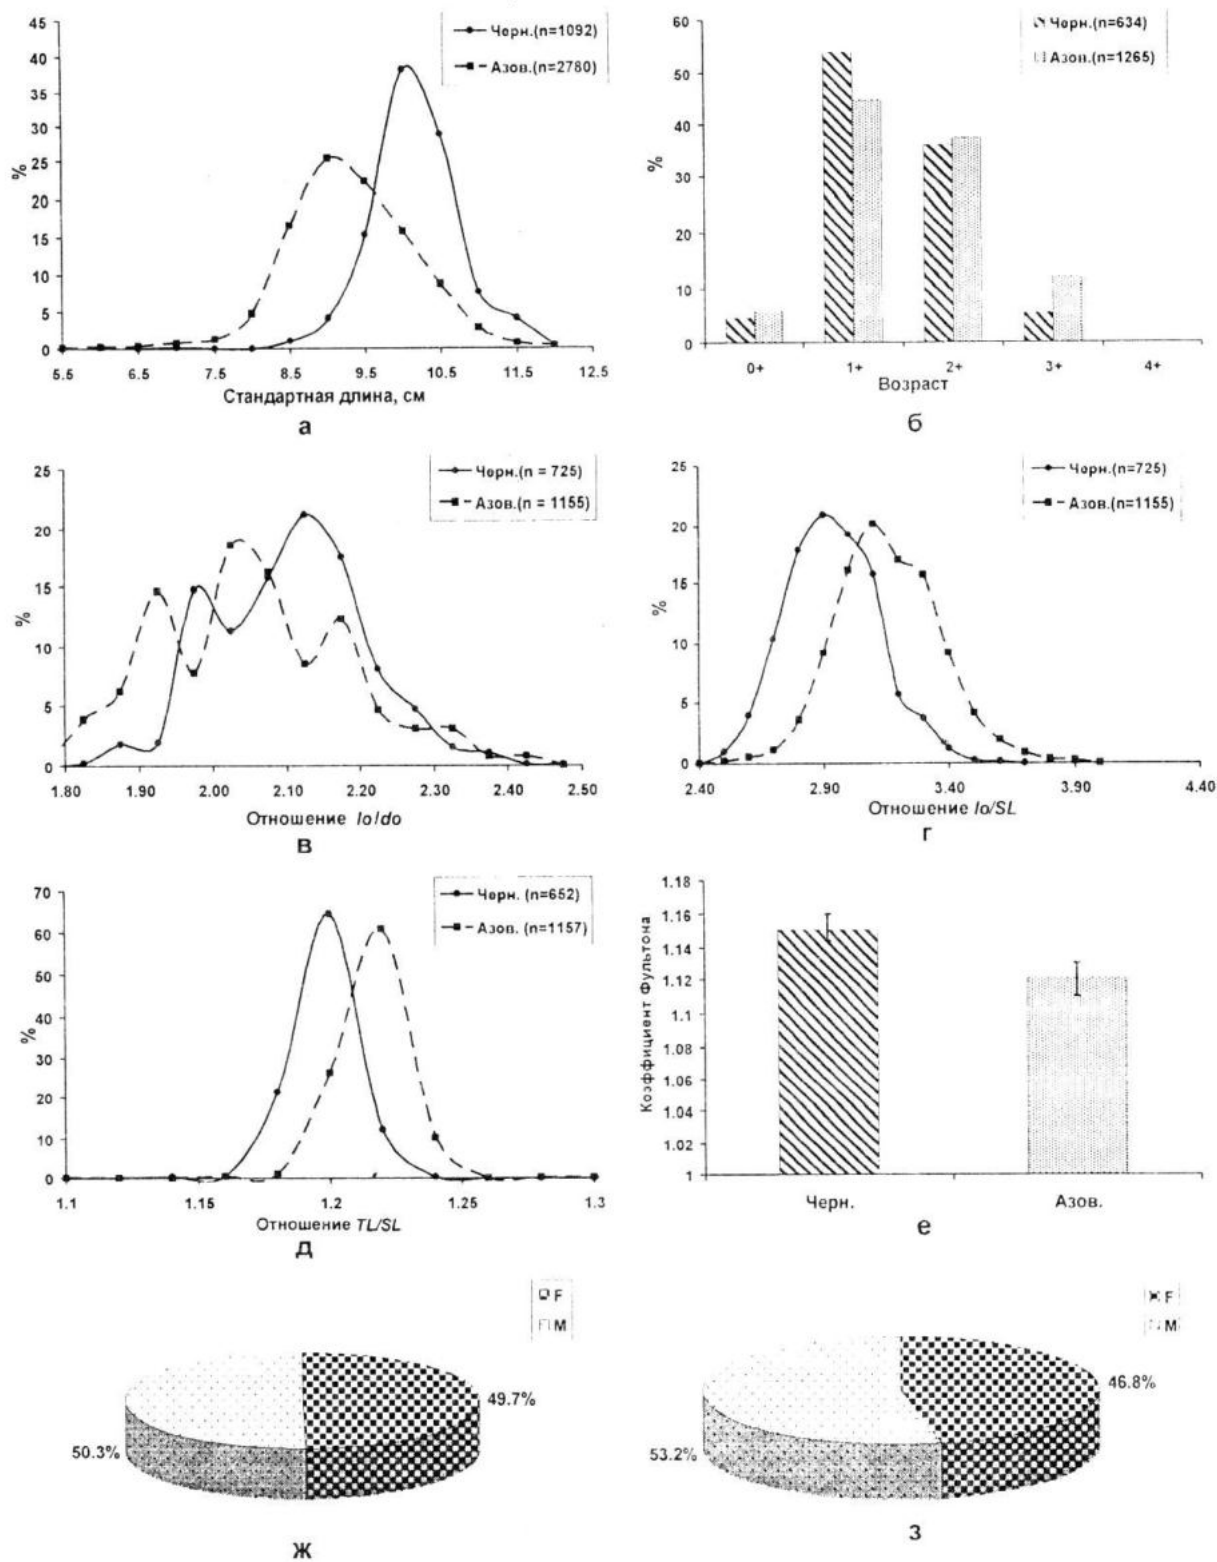 45
40
35
30
25
20
15
10
5
0
%
Черн.(n=1092)
Азов.(n=2780)
5.5 6.5 7.5 8.5 9.5 10.5 11.5 12.5
Стандартная длина, см
а
60
50
40
30
20
10
0
%
Черн.(n=634)
Азов.(n=1265)
0+ 1+ 2+ 3+ 4+
Возраст
б
25
20
15
10
5
0
%
Черн.(n = 725)
Азов.(n = 1155)
1.80 1.90 2.00 2.10 2.20 2.30 2.40 2.50
Отношение lo/do
в
25
20
15
10
5
0
%
Черн.(n=725)
Азов.(n=1155)
2.40 2.90 3.40 3.90 4.40
Отношение lo/SL
г
70
60
50
40
30
20
10
0
%
Черн. (n=652)
Азов. (n=1157)
1.1 1.15 1.2 1.25 1.3
Отношение TL/SL
д
1.18
1.16
1.14
1.12
1.1
1.08
1.06
1.04
1.02
1
Коэффициент Фультона
Черн. Азов.
е
F
M
49.7%
50.3%
ж
F
M
46.8%
53.2%
з